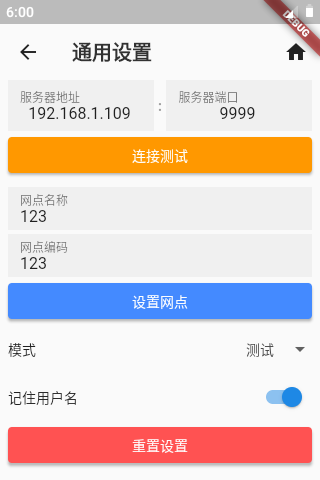 6:00
DEBUG
通用设置
服务器地址 服务器端口
192.168.1.109 : 9999
连接测试
网点名称
123
网点编码
123
设置网点
模式 测试
记住用户名
重置设置